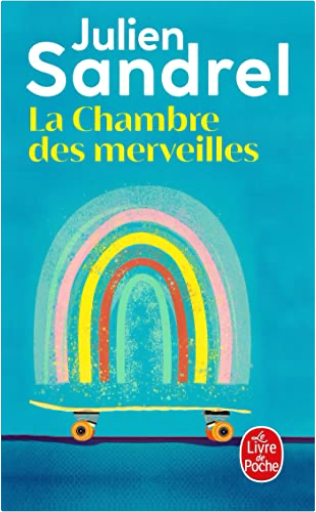 Julien
Sandrel
La Chambre
des merveilles
Le
Livre
de
Poche